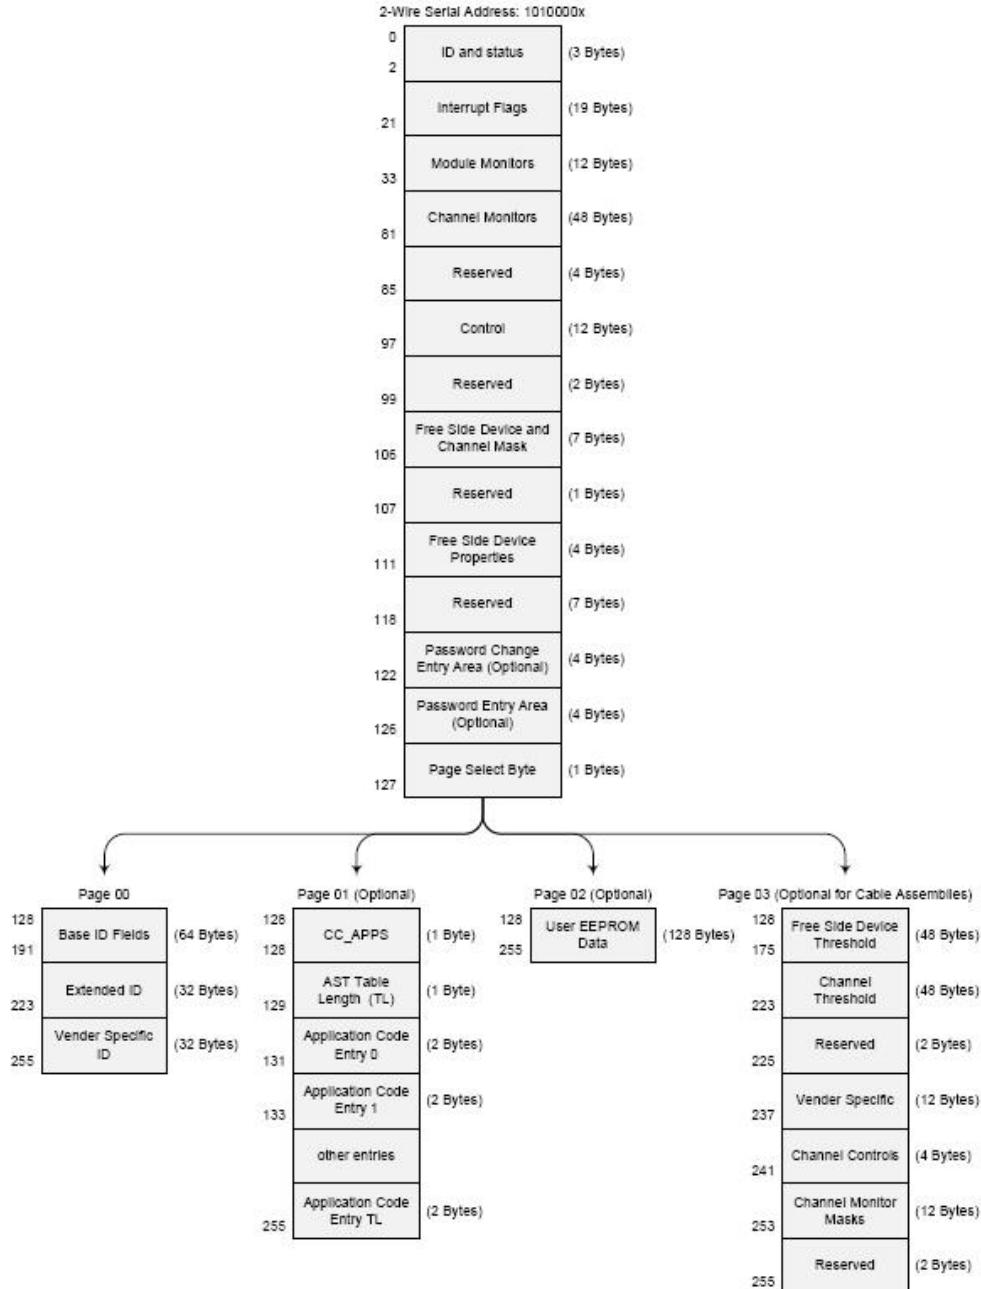 2-Wire Serial Address: 1010000x
0
ID and status
(3 Bytes)
2
Interrupt Flags
(19 Bytes)
21
Module Monitors
(12 Bytes)
33
Channel Monitors
(48 Bytes)
81
Reserved
(4 Bytes)
85
Control
(12 Bytes)
97
Reserved
(2 Bytes)
99
Free Side Device and
Channel Mask
(7 Bytes)
106
Reserved
(1 Bytes)
107
Free Side Device
Properties
(4 Bytes)
111
Reserved
(7 Bytes)
118
Password Change
Entry Area (Optional)
(4 Bytes)
122
Password Entry Area
(Optional)
(4 Bytes)
126
Page Select Byte
(1 Bytes)
127
Page 00
128
Base ID Fields
(64 Bytes)
191
Extended ID
(32 Bytes)
223
Vender Specific
ID
(32 Bytes)
255
Page 01 (Optional)
128
CC_APPS
(1 Byte)
128
AST Table
Length (TL)
(1 Byte)
129
Application Code
Entry 0
(2 Bytes)
131
Application Code
Entry 1
(2 Bytes)
133
other entries
Application Code
Entry TL
(2 Bytes)
255
Page 02 (Optional)
128
User EEPROM
Data
(128 Bytes)
255
Page 03 (Optional for Cable Assemblies)
128
Free Side Device
Threshold
(48 Bytes)
175
Channel
Threshold
(48 Bytes)
223
Reserved
(2 Bytes)
225
Vender Specific
(12 Bytes)
237
Channel Controls
(4 Bytes)
241
Channel Monitor
Masks
(12 Bytes)
253
Reserved
(2 Bytes)
255